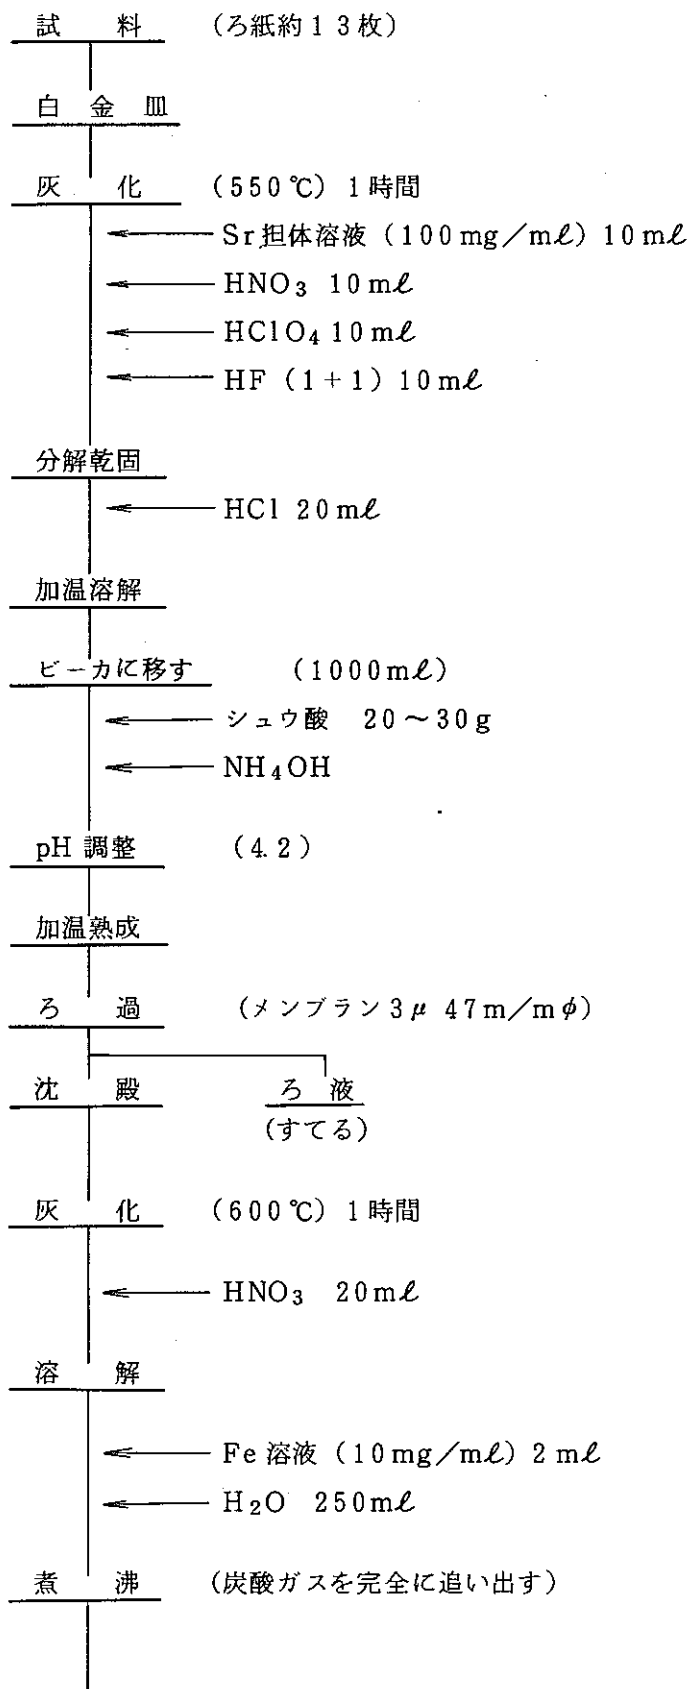 試料 (ろ紙約13枚)
白金皿
灰化 (550℃) 1時間
Sr担体溶液 (100mg/mℓ) 10mℓ
HNO₃ 10mℓ
HClO₄ 10mℓ
HF (1+1) 10mℓ
分解乾固
HCl 20mℓ
加温溶解
ビーカに移す (1000mℓ)
シュウ酸 20～30g
NH₄OH
pH調整 (4.2)
加温熟成
ろ過 (メンブラン3μ 47m/mφ)
沈殿 ろ液
(すてる)
灰化 (600℃) 1時間
HNO₃ 20mℓ
溶解
Fe溶液 (10mg/mℓ) 2mℓ
H₂O 250mℓ
煮沸 (炭酸ガスを完全に追い出す)